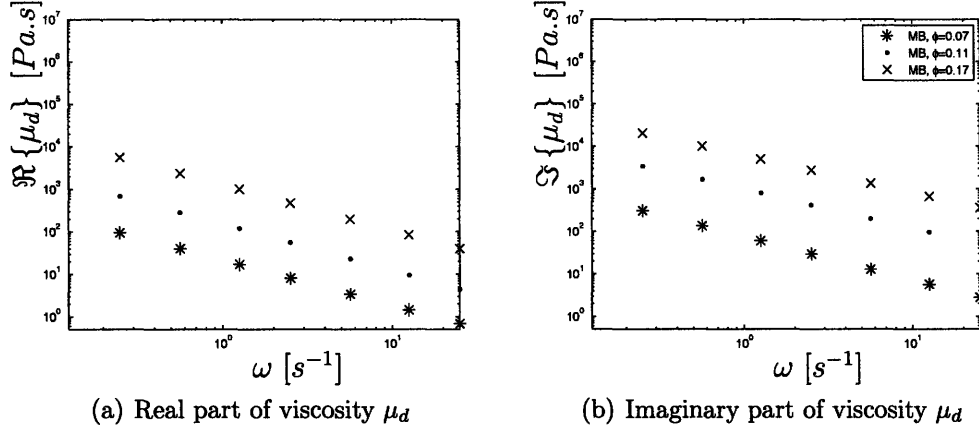 ℜ{μ_d} [Pa.s]
10^7
10^6
10^5
10^4
10^3
10^2
10^1
10^0
10^0
10^1
ω [s^{-1}]
(a) Real part of viscosity μ_d
ℑ{μ_d} [Pa.s]
10^7
10^6
10^5
10^4
10^3
10^2
10^1
10^0
MB, ϕ=0.07
MB, ϕ=0.11
MB, ϕ=0.17
10^0
10^1
ω [s^{-1}]
(b) Imaginary part of viscosity μ_d